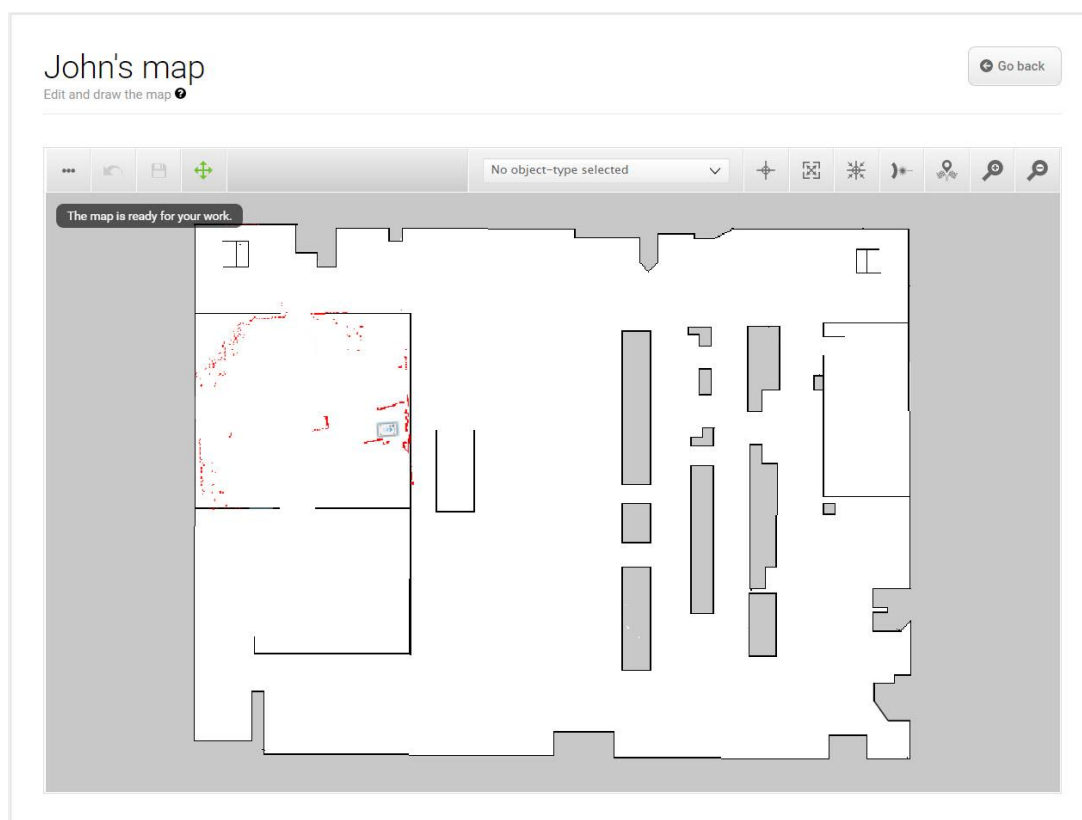 John's map
Go back
Edit and draw the map
No object-type selected
The map is ready for your work.